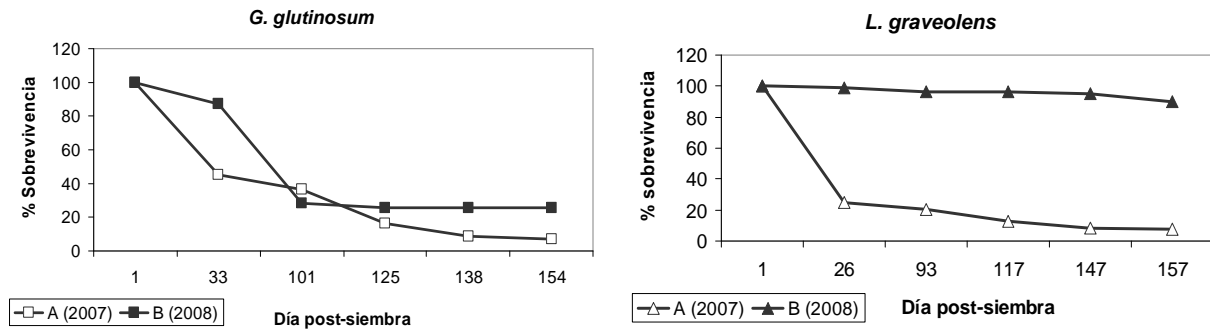 G. glutinosum
120
100
80
60
40
20
0
% Sobrevivencia
1 33 101 125 138 154
A (2007) B (2008)
Día post-siembra
L. graveolens
120
100
80
60
40
20
0
% sobrevivencia
1 26 93 117 147 157
A (2007) B (2008)
Día post-siembra